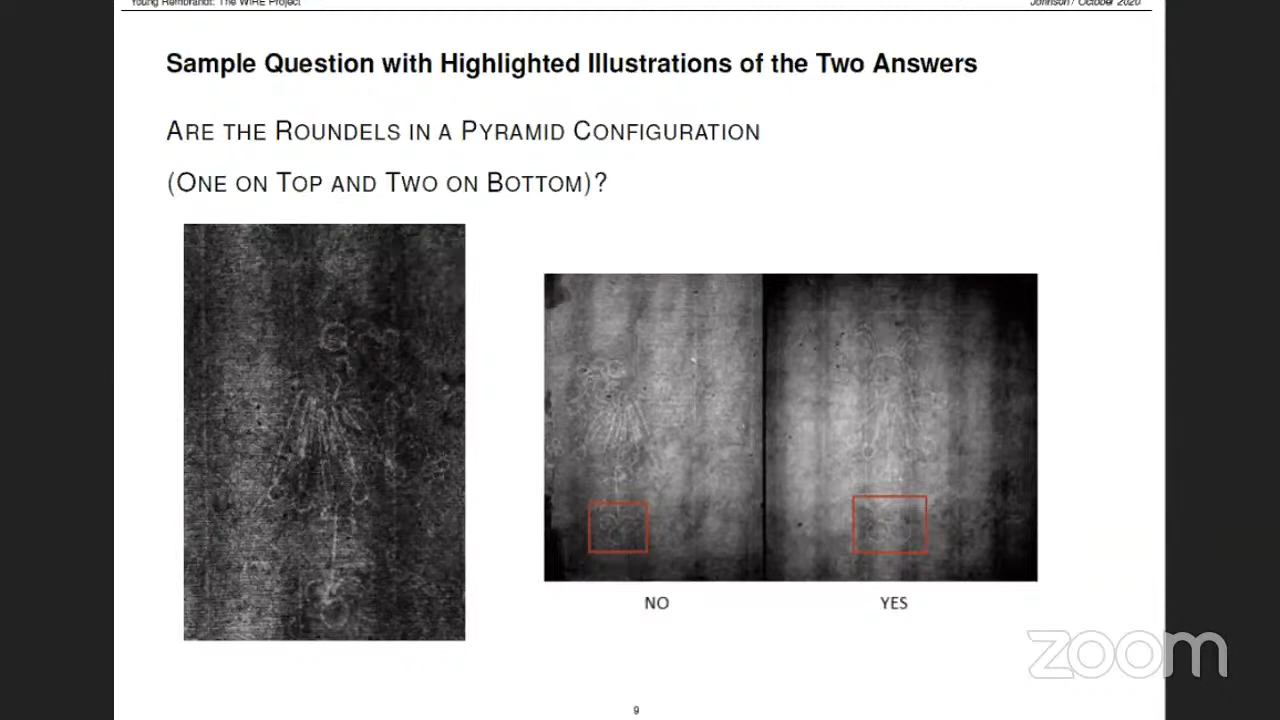 Young Rembrandt: The WIRE Project
Johnson / October 2020
Sample Question with Highlighted Illustrations of the Two Answers
ARE THE ROUNDELS IN A PYRAMID CONFIGURATION
(ONE ON TOP AND TWO ON BOTTOM)?
NO
YES
zoom
9